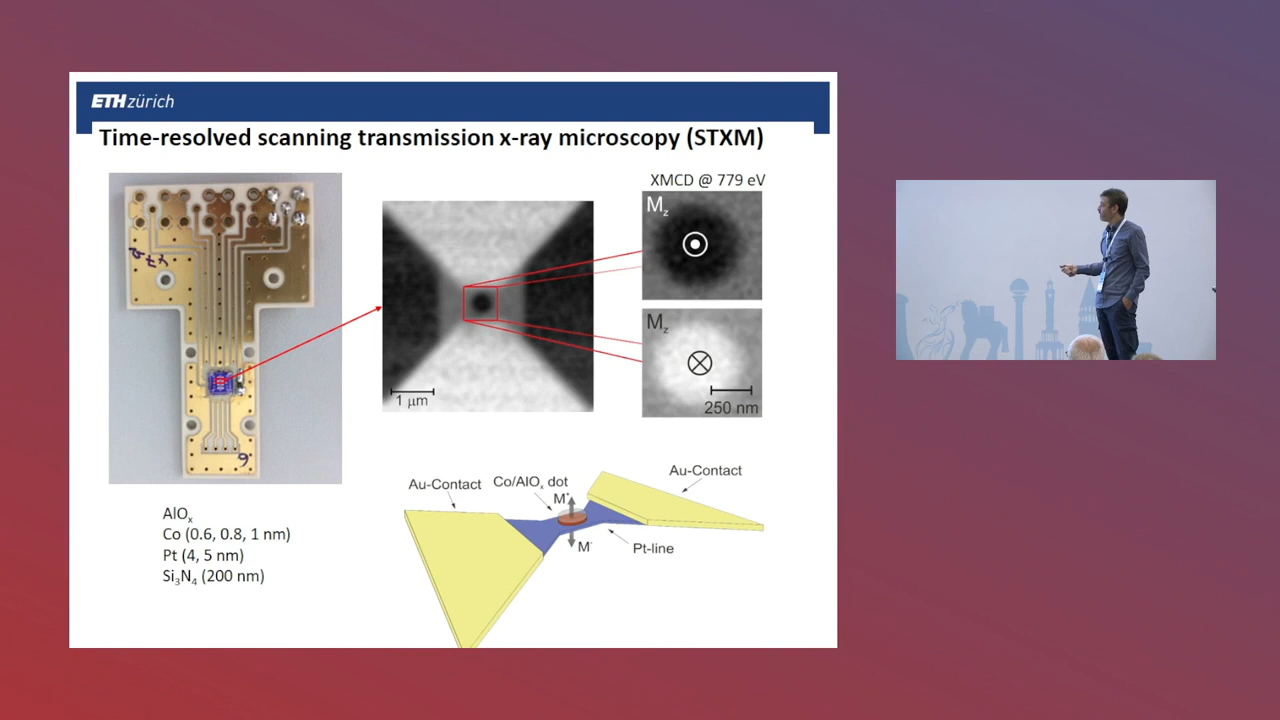 ETH zürich
Time-resolved scanning transmission x-ray microscopy (STXM)
XMCD @ 779 eV
Mz
Mz
1 μm
250 nm
Au-Contact
Co/AlOx dot
M+
Au-Contact
M-
Pt-line
AlOx
Co (0.6, 0.8, 1 nm)
Pt (4, 5 nm)
Si3N4 (200 nm)